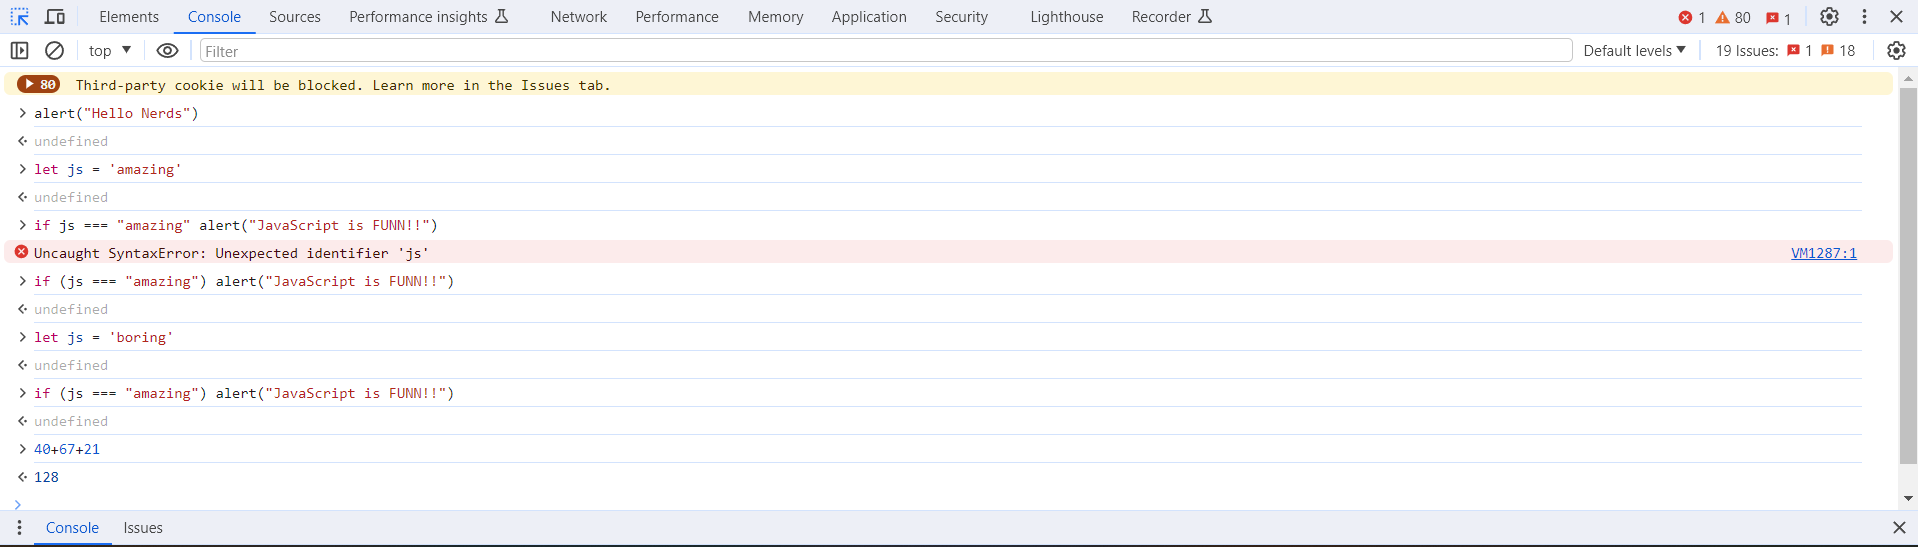 Elements Console Sources Performance insights Network Performance Memory Application Security Lighthouse Recorder 1 80 1
top Filter Default levels 19 Issues: 1 18
80 Third-party cookie will be blocked. Learn more in the Issues tab.
alert("Hello Nerds")
undefined
let js = 'amazing'
undefined
if js === "amazing" alert("JavaScript is FUNN!!")
Uncaught SyntaxError: Unexpected identifier 'js' VM1287:1
if (js === "amazing") alert("JavaScript is FUNN!!")
undefined
let js = 'boring'
undefined
if (js === "amazing") alert("JavaScript is FUNN!!")
undefined
40+67+21
128
Console Issues